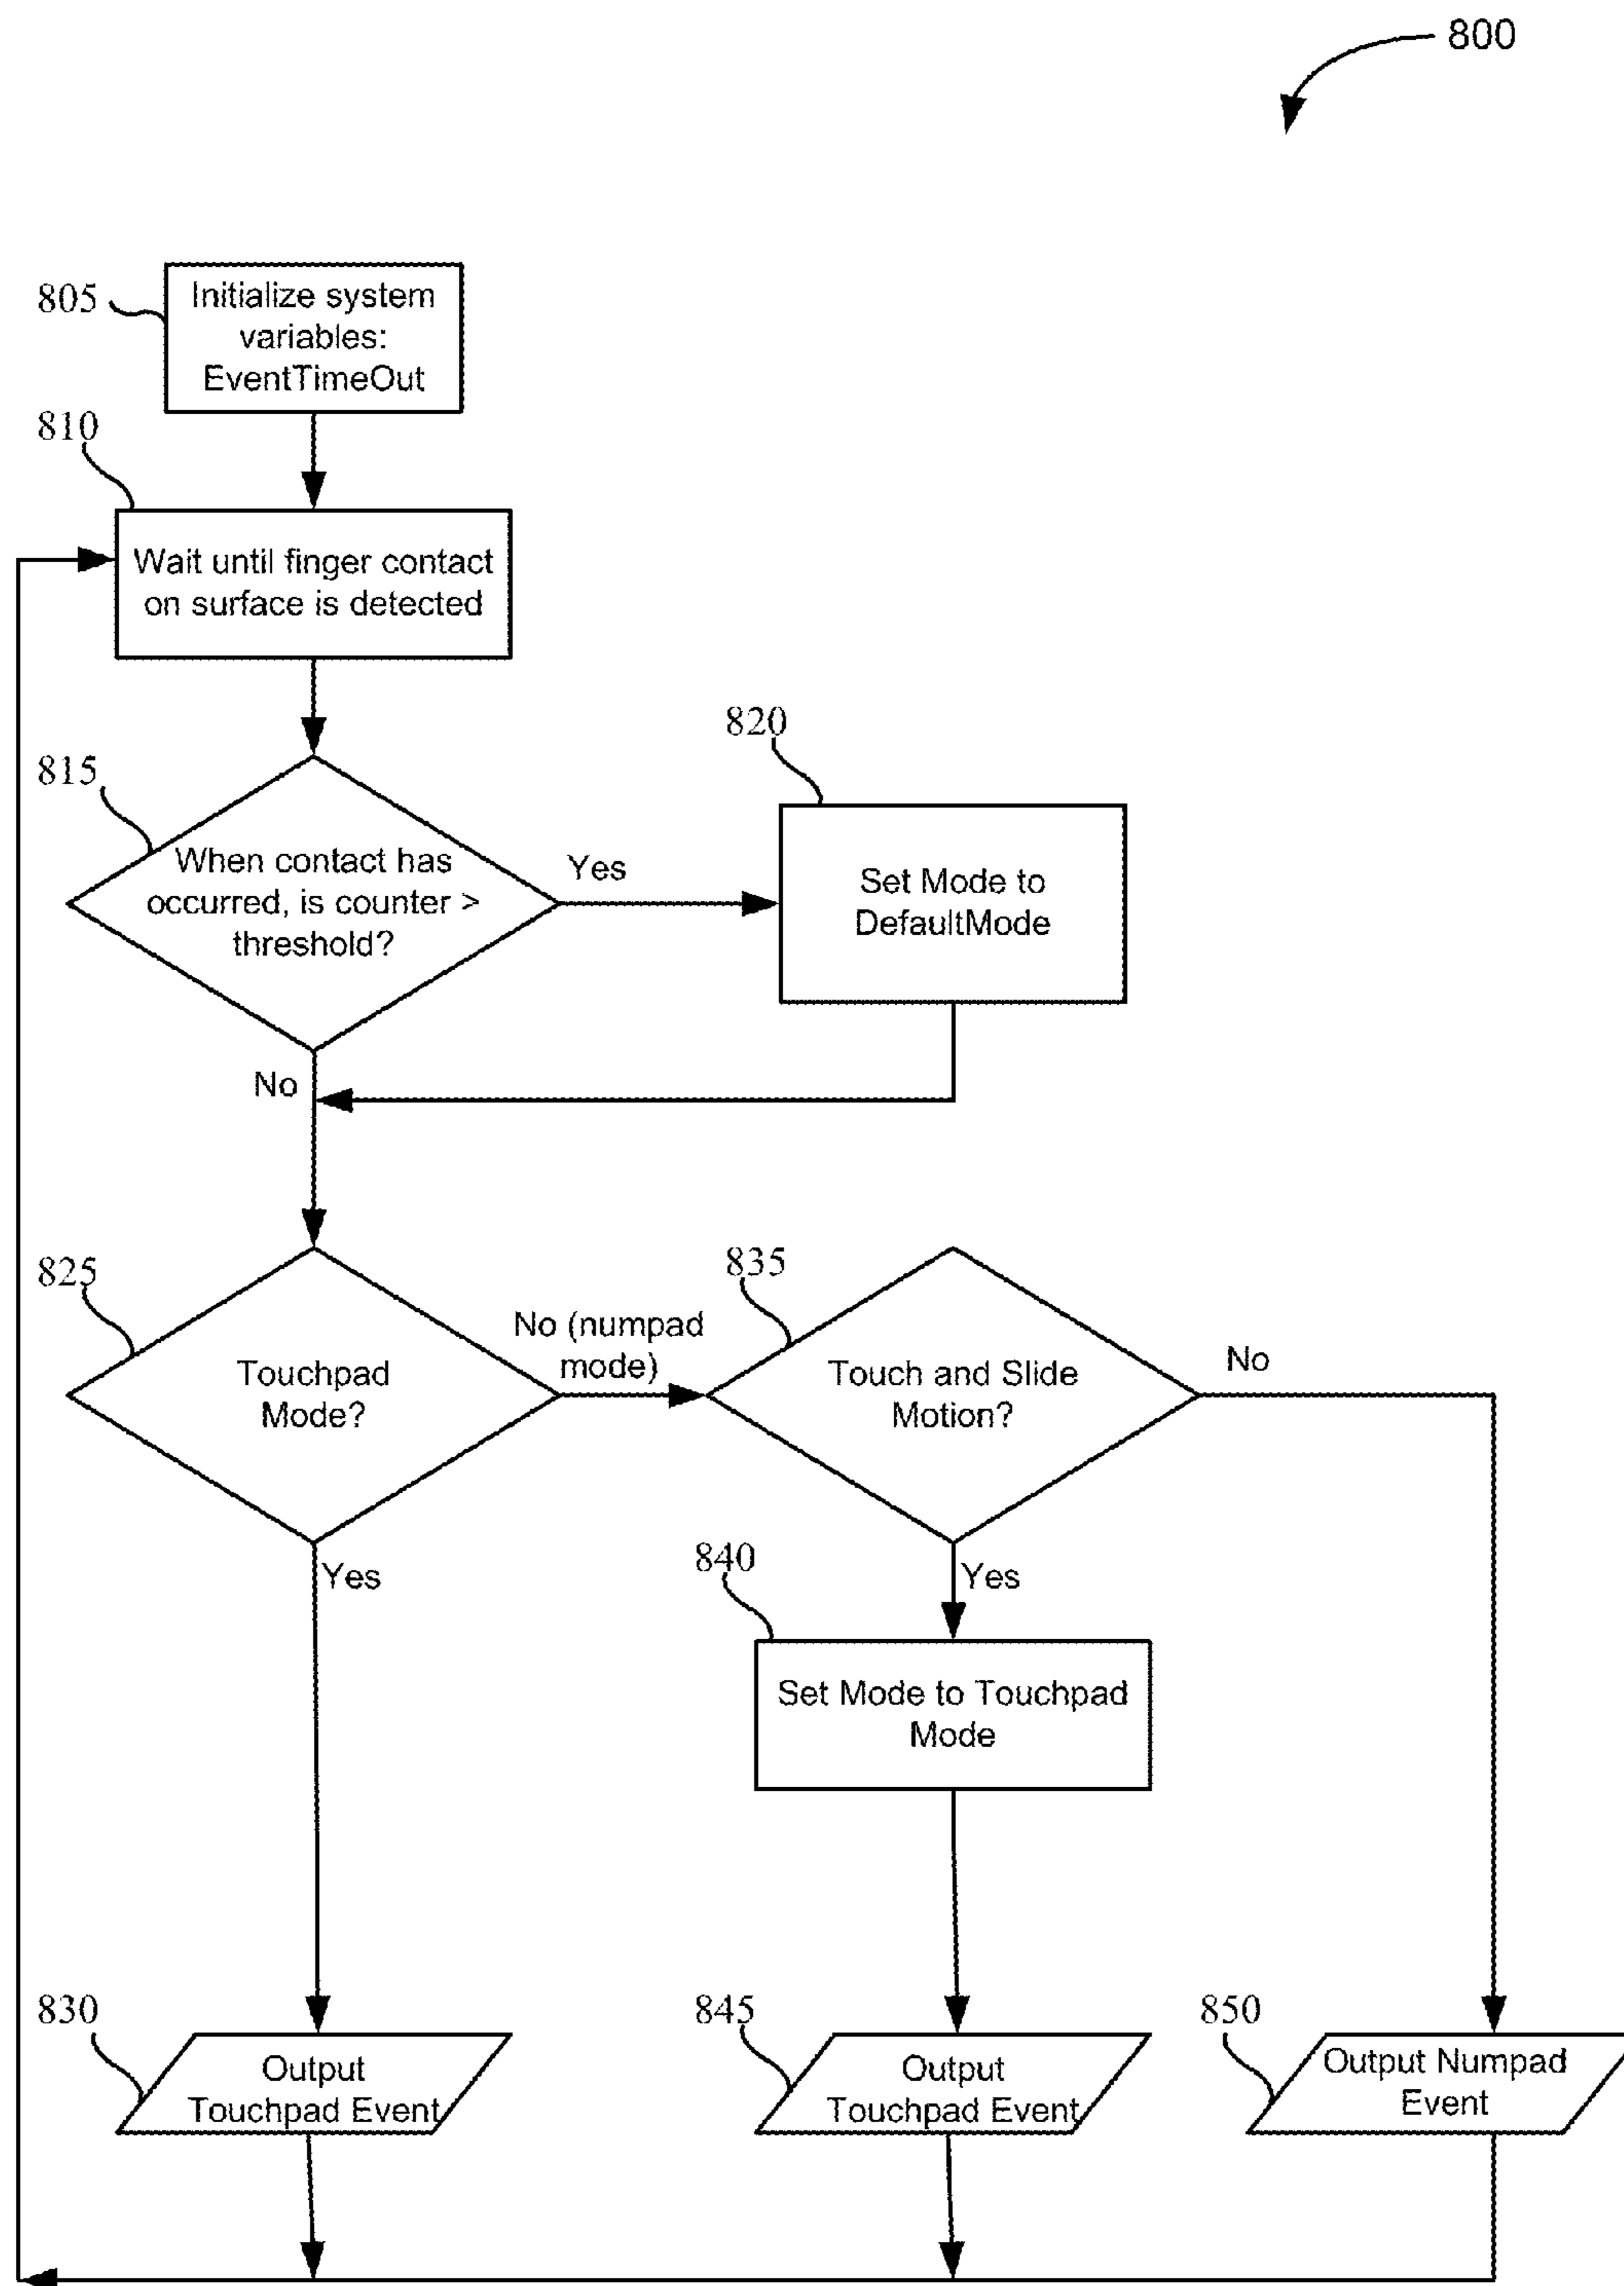 800
805
Initialize system
variables:
EventTimeOut
810
Wait until finger contact
on surface is detected
815
When contact has
occurred, is counter >
threshold?
Yes
820
Set Mode to
DefaultMode
No
825
Touchpad
Mode?
No (numpad
mode)
835
Touch and Slide
Motion?
No
Yes
840
Yes
Set Mode to Touchpad
Mode
830
Output
Touchpad Event
845
Output
Touchpad Event
850
Output Numpad
Event